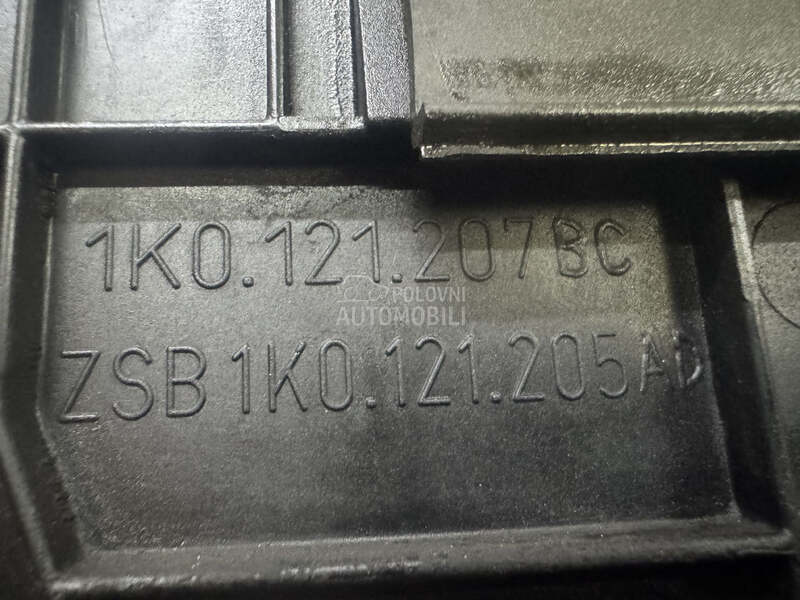 1K0.121.207BC
POLOVNI
AUTOMOBILI
ZSB 1K0.121.205AD